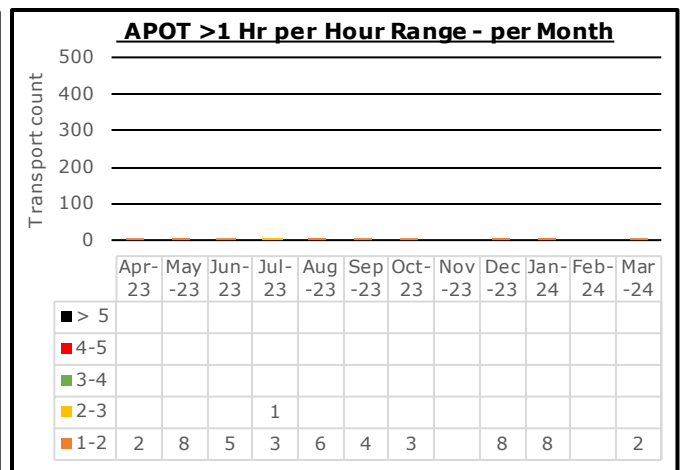 APOT >1 Hr per Hour Range - per Month
Transport count
500
400
300
200
100
0
Apr-23 May-23 Jun-23 Jul-23 Aug-23 Sep-23 Oct-23 Nov-23 Dec-23 Jan-24 Feb-24 Mar-24
> 5
4-5
3-4
2-3 1
1-2 2 8 5 3 6 4 3 8 8 2